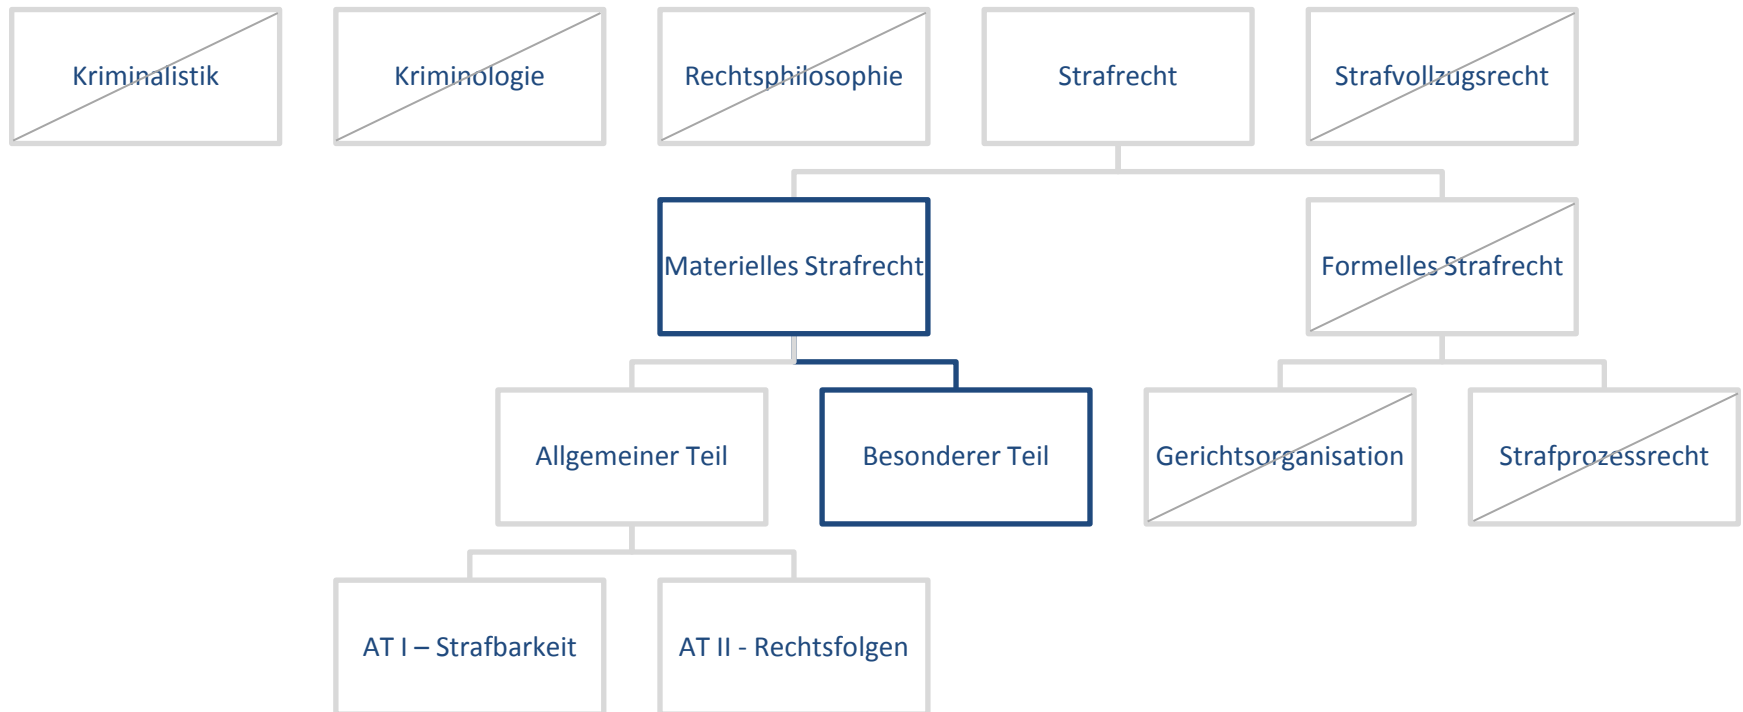 Kriminalistik
Kriminologie
Rechtsphilosophie
Strafrecht
Strafvollzugsrecht
Materielles Strafrecht
Formelles Strafrecht
Allgemeiner Teil
Besonderer Teil
Gerichtsorganisation
Strafprozessrecht
AT I – Strafbarkeit
AT II - Rechtsfolgen